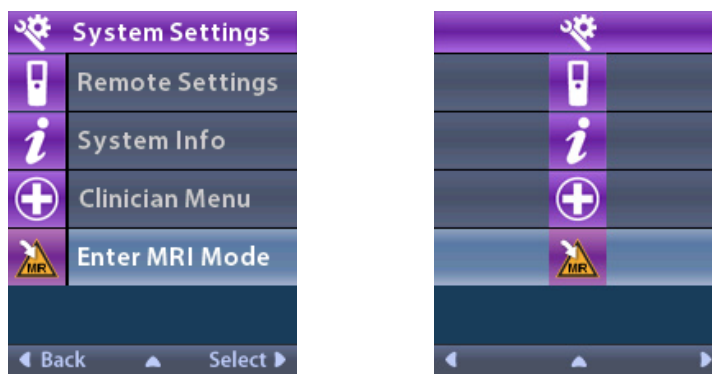 System Settings
Remote Settings
i
System Info
Clinician Menu
MR
Enter MRI Mode
Back
Select
i
MR